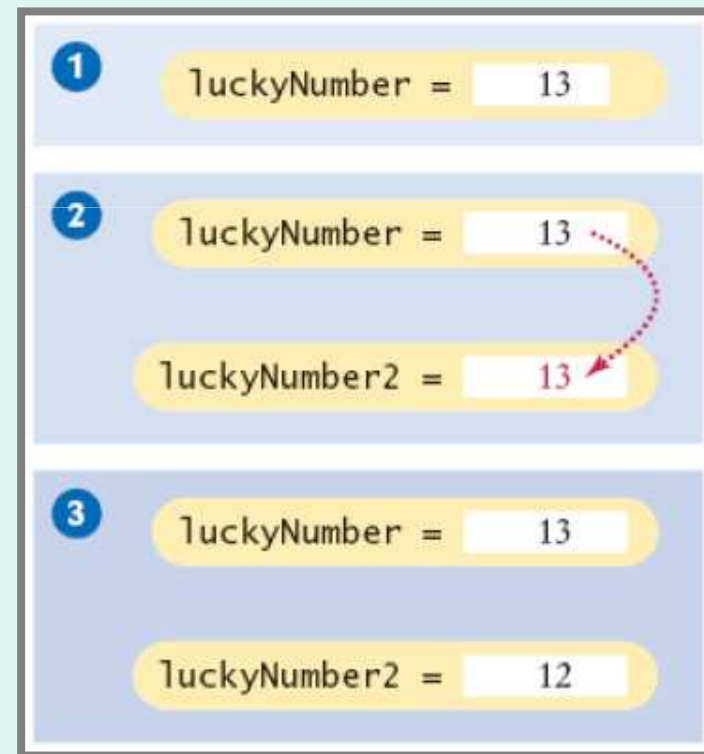 1
luckyNumber = 13
2
luckyNumber = 13
luckyNumber2 = 13
3
luckyNumber = 13
luckyNumber2 = 12